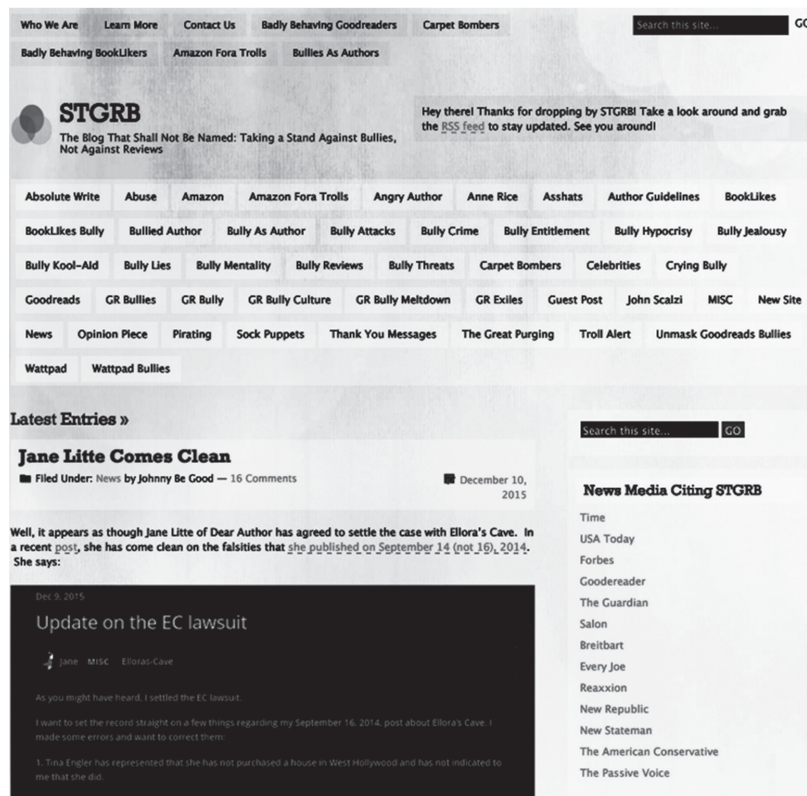 Who We Are Learn More Contact Us Badly Behaving Goodreaders Carpet Bombers
Search this site... GO
Badly Behaving BookLikers Amazon Fora Trolls Bullies As Authors
STGRB
The Blog That Shall Not Be Named: Taking a Stand Against Bullies,
Not Against Reviews
Hey there! Thanks for dropping by STGRB! Take a look around and grab
the RSS feed to stay updated. See you around!
Absolute Write Abuse Amazon Amazon Fora Trolls Angry Author Anne Rice Asshats Author Guidelines BookLikes
BookLikes Bully Bullied Author Bully As Author Bully Attacks Bully Crime Bully Entitlement Bully Hypocrisy Bully Jealousy
Bully Kool-Aid Bully Lies Bully Mentality Bully Reviews Bully Threats Carpet Bombers Celebrities Crying Bully
Goodreads GR Bullies GR Bully GR Bully Culture GR Bully Meltdown GR Exiles Guest Post John Scalzi MISC New Site
News Opinion Piece Pirating Sock Puppets Thank You Messages The Great Purging Troll Alert Unmask Goodreads Bullies
Wattpad Wattpad Bullies
Latest Entries »
Jane Litte Comes Clean
Filed Under: News by Johnny Be Good — 16 Comments
December 10,
2015
Well, it appears as though Jane Litte of Dear Author has agreed to settle the case with Ellora's Cave. In
a recent post, she has come clean on the falsities that she published on September 14 (not 16), 2014.
She says:
Dec 9, 2015
Update on the EC lawsuit
Jane MISC Elloras-Cave
As you might have heard, I settled the EC lawsuit.
I want to set the record straight on a few things regarding my September 16, 2014, post about Ellora's Cave. I
made some errors and want to correct them:
1. Tina Engler has represented that she has not purchased a house in West Hollywood and has not indicated to
me that she did.
Search this site... GO
News Media Citing STGRB
Time
USA Today
Forbes
Goodereader
The Guardian
Salon
Breitbart
Every Joe
Reaxxion
New Republic
New Stateman
The American Conservative
The Passive Voice